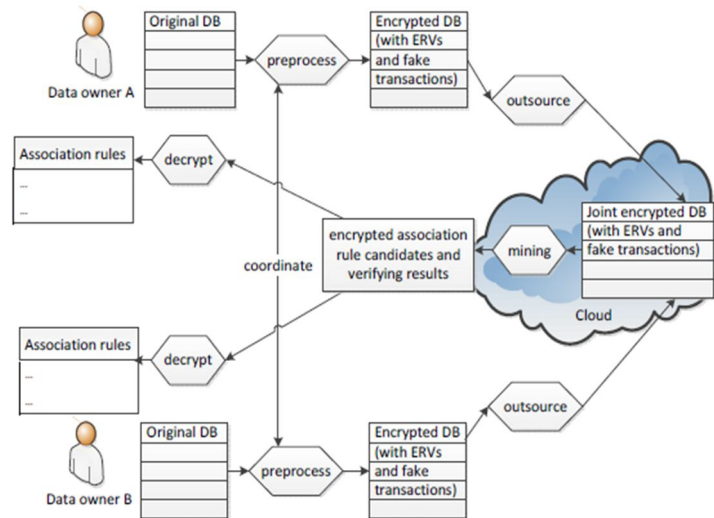 Original DB
Data owner A
preprocess
Encrypted DB
(with ERVs
and fake
transactions)
outsource
Association rules
...
...
decrypt
encrypted association
rule candidates and
verifying results
mining
Joint encrypted DB
(with ERVs and
fake transactions)
Cloud
coordinate
Association rules
...
...
decrypt
outsource
Original DB
Data owner B
preprocess
Encrypted DB
(with ERVs
and fake
transactions)